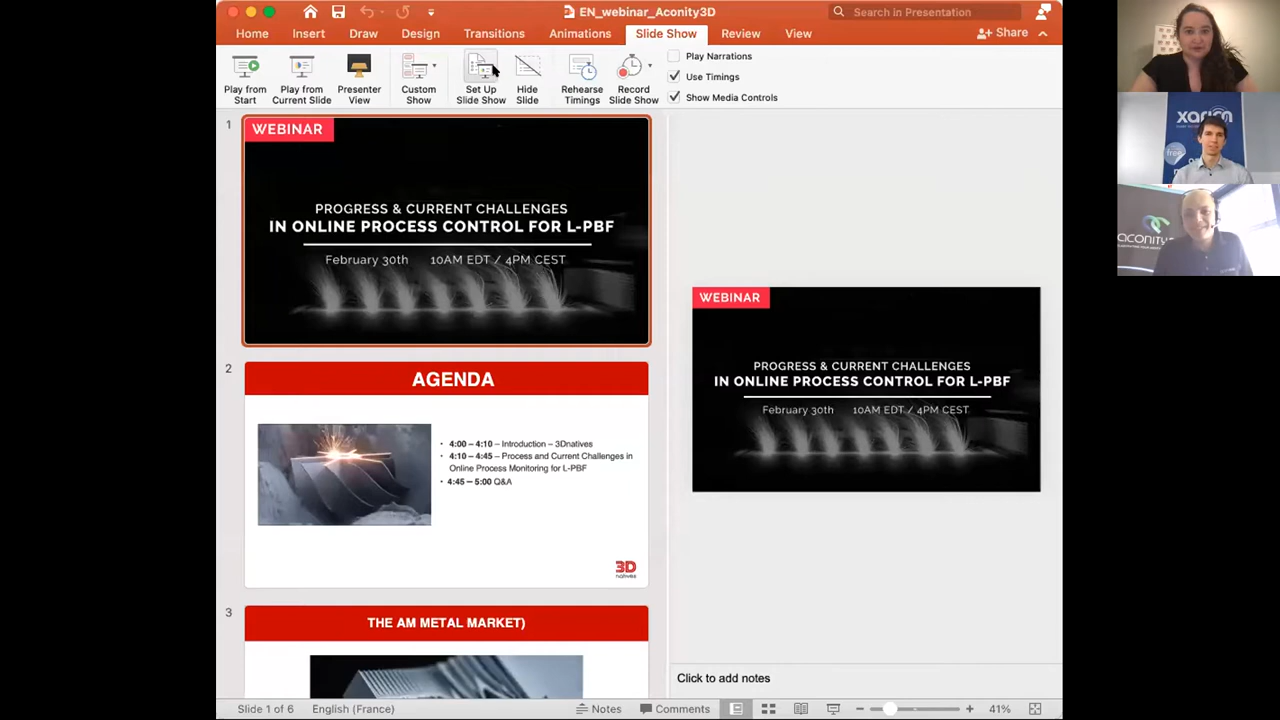 EN_webinar_Aconity3D
Search in Presentation
Home Insert Draw Design Transitions Animations Slide Show Review View Share
Play from Start
Play from Current Slide
Presenter View
Custom Show
Set Up Slide Show
Hide Slide
Rehearse Timings
Record Slide Show
Play Narrations
Use Timings
Show Media Controls
1
WEBINAR
PROGRESS & CURRENT CHALLENGES
IN ONLINE PROCESS CONTROL FOR L-PBF
February 30th 10AM EDT / 4PM CEST
2
AGENDA
• 4:00 – 4:10 – Introduction – 3Dnatives
• 4:10 – 4:45 – Process and Current Challenges in
Online Process Monitoring for L-PBF
• 4:45 – 5:00 Q&A
3D
natives
3
THE AM METAL MARKET)
WEBINAR
PROGRESS & CURRENT CHALLENGES
IN ONLINE PROCESS CONTROL FOR L-PBF
February 30th 10AM EDT / 4PM CEST
Click to add notes
Slide 1 of 6 English (France) Notes Comments 41%
xarion
free
aconity